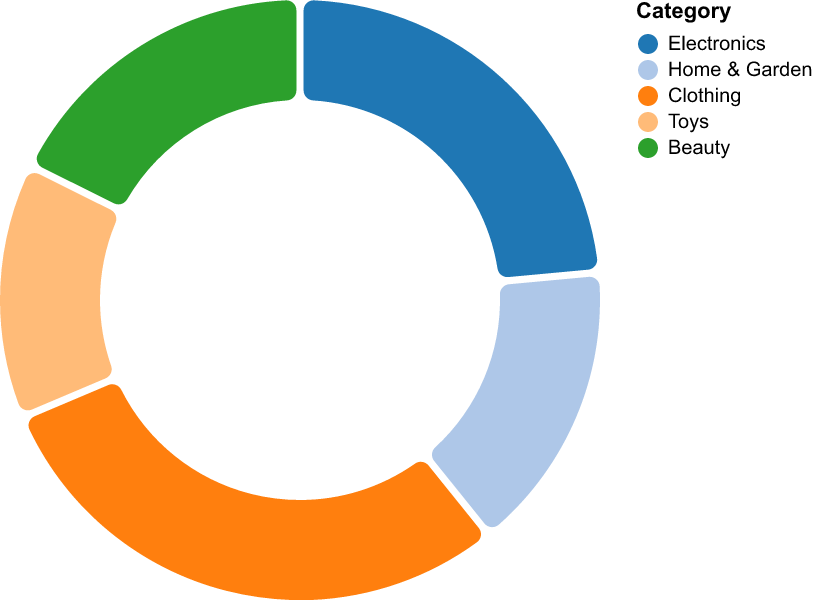 Category
Electronics
Home & Garden
Clothing
Toys
Beauty